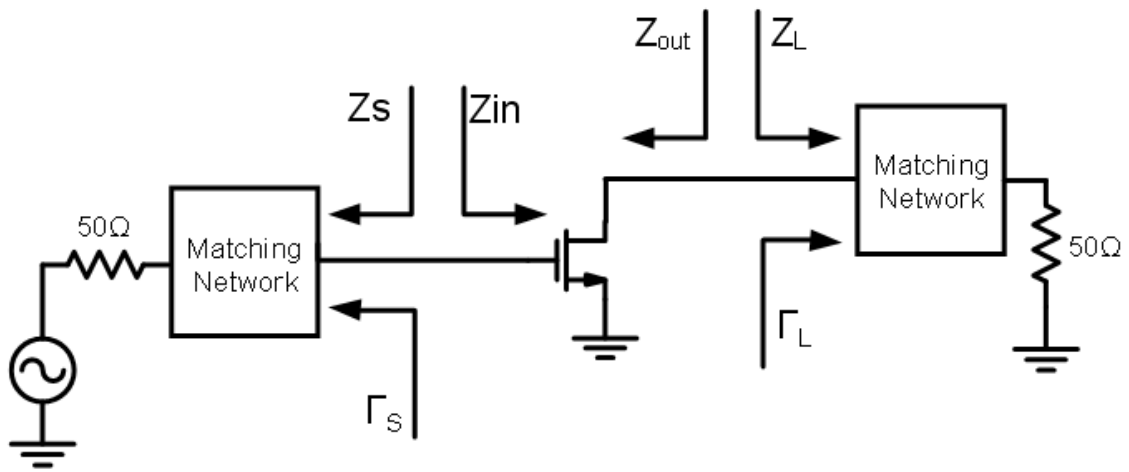 Zout
ZL
Zs
Zin
Matching
Network
50Ω
Matching
Network
50Ω
ΓL
ΓS